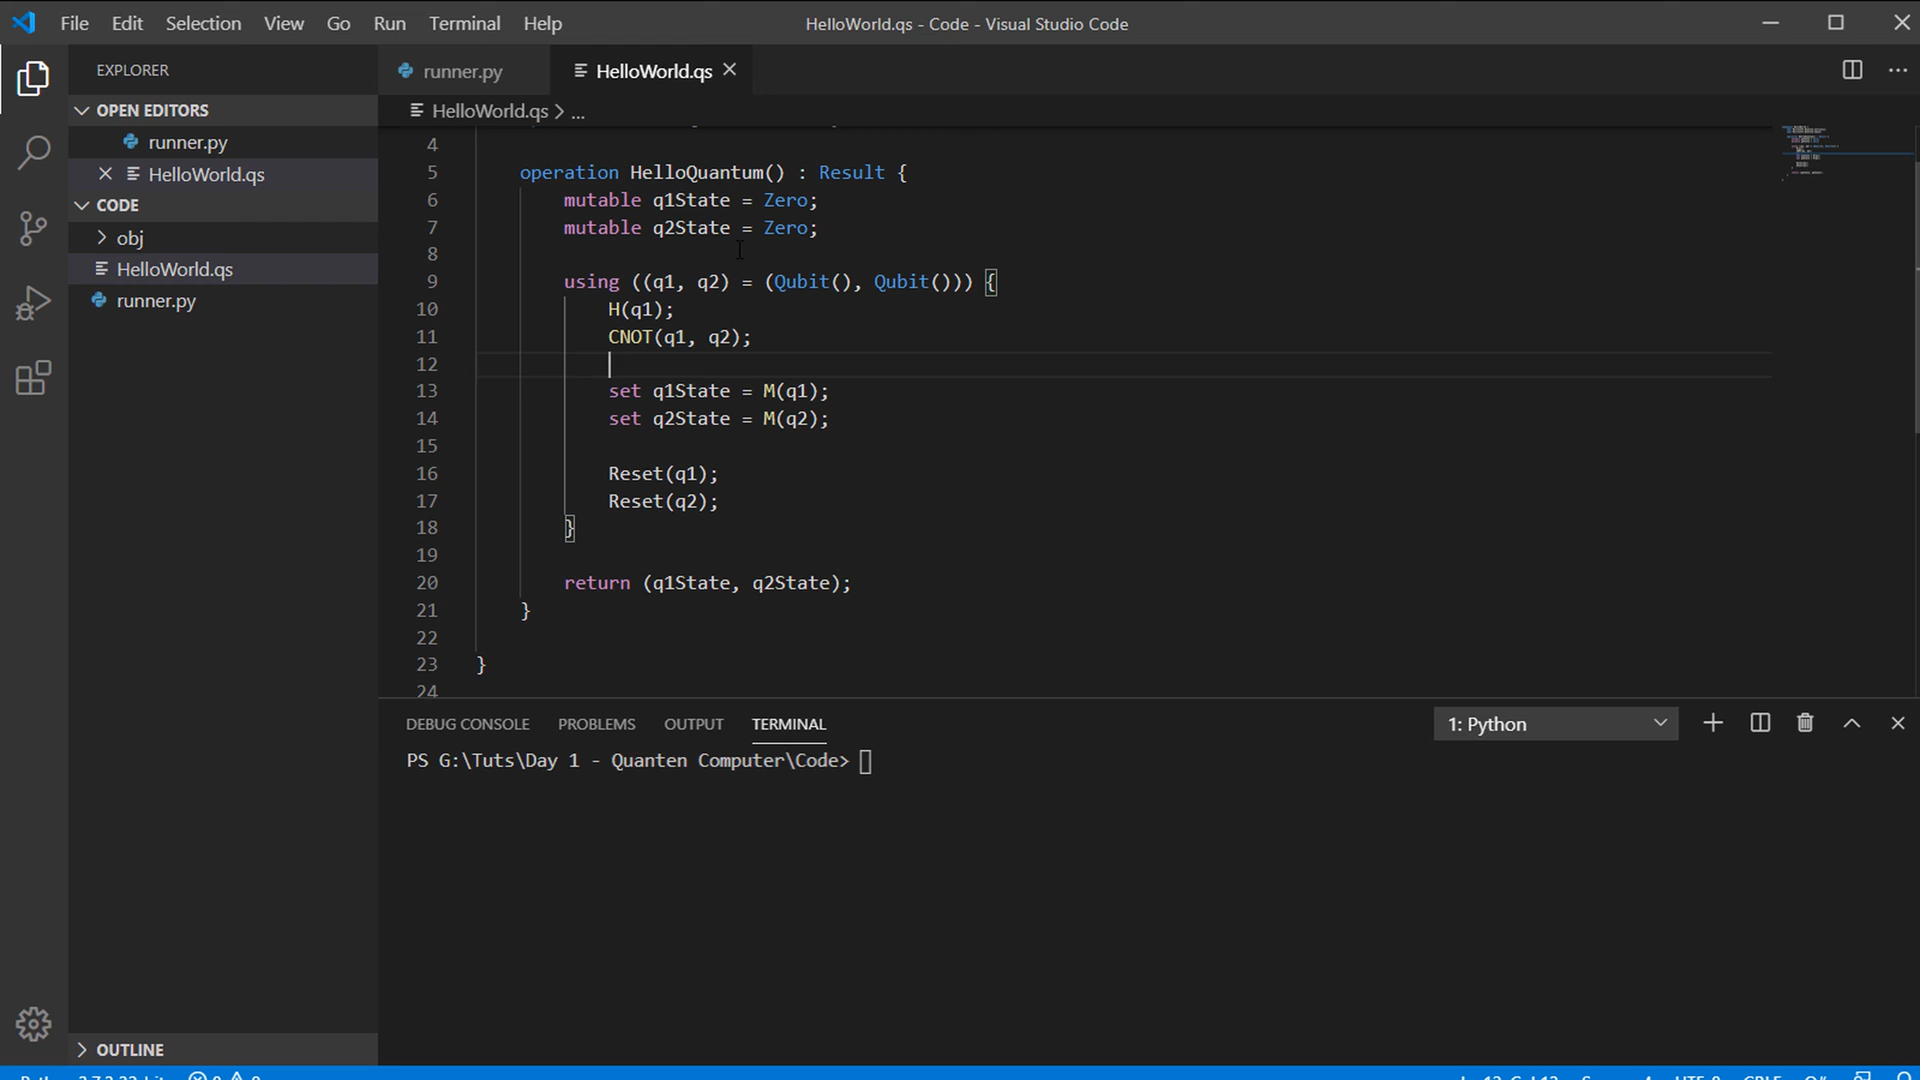 File Edit Selection View Go Run Terminal Help
HelloWorld.qs - Code - Visual Studio Code
EXPLORER
OPEN EDITORS
runner.py
HelloWorld.qs
CODE
obj
HelloWorld.qs
runner.py
OUTLINE
runner.py HelloWorld.qs
HelloWorld.qs > ...
4
5 operation HelloQuantum() : Result {
6 mutable q1State = Zero;
7 mutable q2State = Zero;
8
9 using ((q1, q2) = (Qubit(), Qubit())) {
10 H(q1);
11 CNOT(q1, q2);
12
13 set q1State = M(q1);
14 set q2State = M(q2);
15
16 Reset(q1);
17 Reset(q2);
18 }
19
20 return (q1State, q2State);
21 }
22
23 }
24
DEBUG CONSOLE PROBLEMS OUTPUT TERMINAL 1: Python
PS G:\Tuts\Day 1 - Quanten Computer\Code>